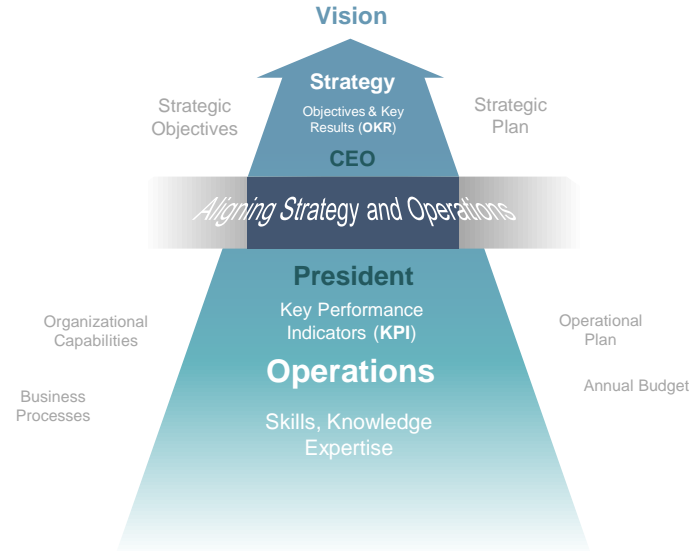 Vision
Strategy
Strategic
Objectives
Objectives & Key
Results (OKR)
Strategic
Plan
CEO
Aligning Strategy and Operations
President
Key Performance
Indicators (KPI)
Organizational
Capabilities
Operational
Plan
Operations
Business
Processes
Annual Budget
Skills, Knowledge
Expertise